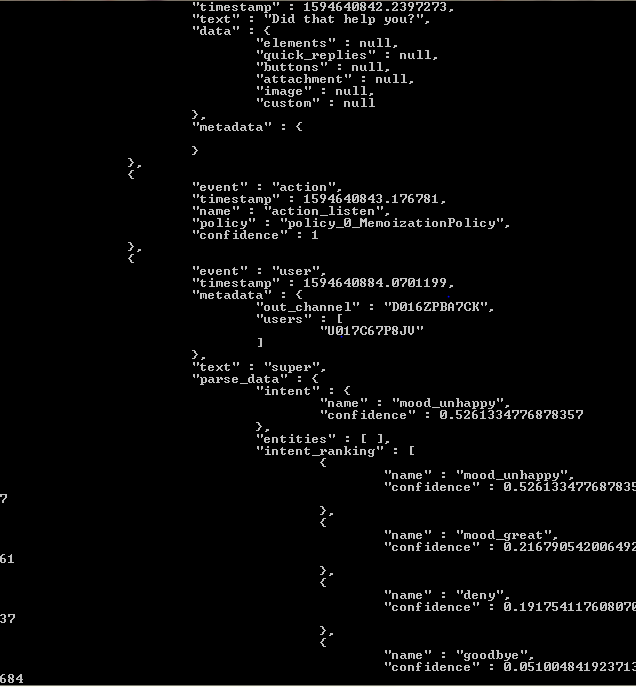 "timestamp" : 1594640842.2397273,
"text" : "Did that help you?",
"data" : {
"elements" : null,
"quick_replies" : null,
"buttons" : null,
"attachment" : null,
"image" : null,
"custom" : null
},
"metadata" : {
}
},
{
"event" : "action",
"timestamp" : 1594640843.176781,
"name" : "action_listen",
"policy" : "policy_0_MemoizationPolicy",
"confidence" : 1
},
{
"event" : "user",
"timestamp" : 1594640884.0701199,
"metadata" : {
"out_channel" : "D016ZPBA7CK",
"users" : [
"U017C67P8JV"
]
},
"text" : "super",
"parse_data" : {
"intent" : {
"name" : "mood_unhappy",
"confidence" : 0.5261334776878357
},
"entities" : [ ],
"intent_ranking" : [
{
"name" : "mood_unhappy",
"confidence" : 0.526133477687835
7
},
{
"name" : "mood_great",
"confidence" : 0.216790542006492
61
},
{
"name" : "deny",
"confidence" : 0.191754117608070
37
},
{
"name" : "goodbye",
"confidence" : 0.051004841923713
684